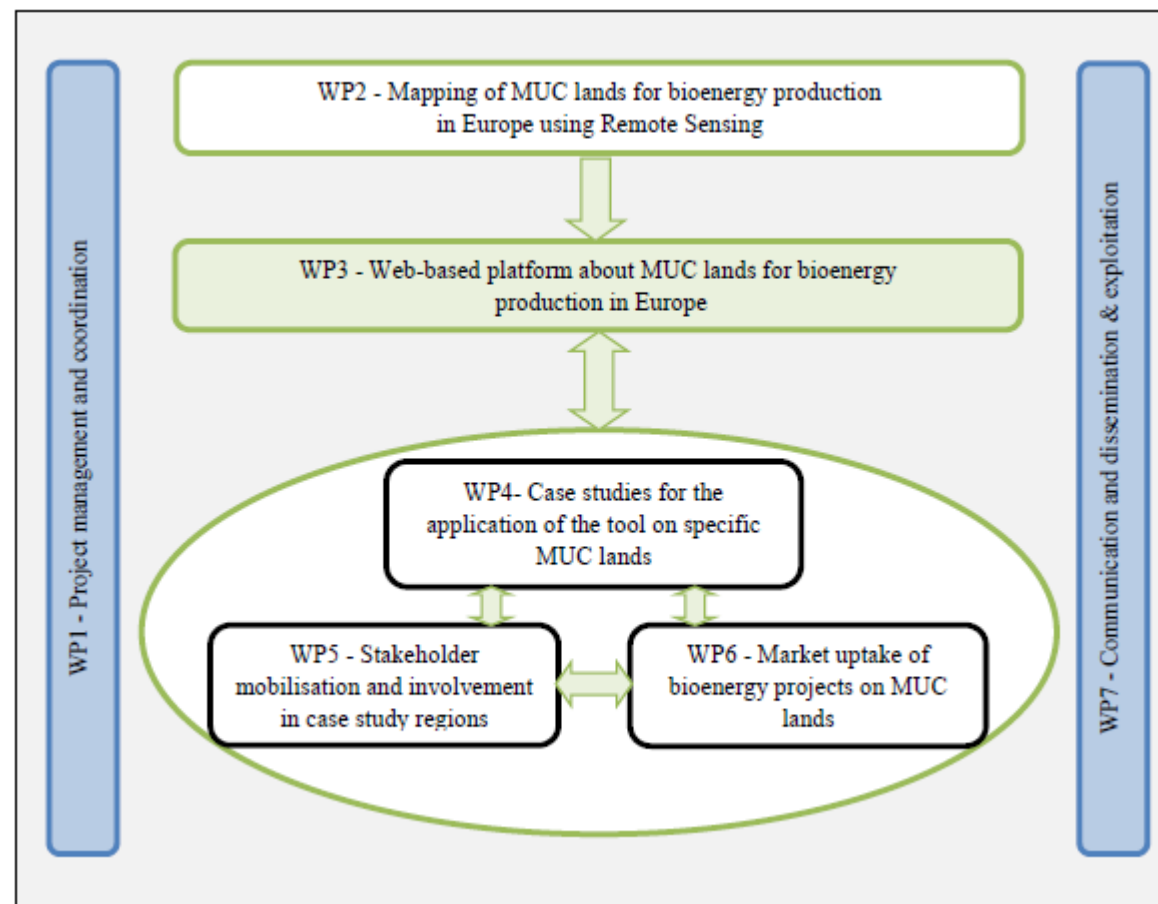 WP1 - Project management and coordination
WP2 - Mapping of MUC lands for bioenergy production
in Europe using Remote Sensing
WP3 - Web-based platform about MUC lands for bioenergy
production in Europe
WP4- Case studies for the
application of the tool on specific
MUC lands
WP5 - Stakeholder
mobilisation and involvement
in case study regions
WP6 - Market uptake of
bioenergy projects on MUC
lands
WP7 - Communication and dissemination & exploitation